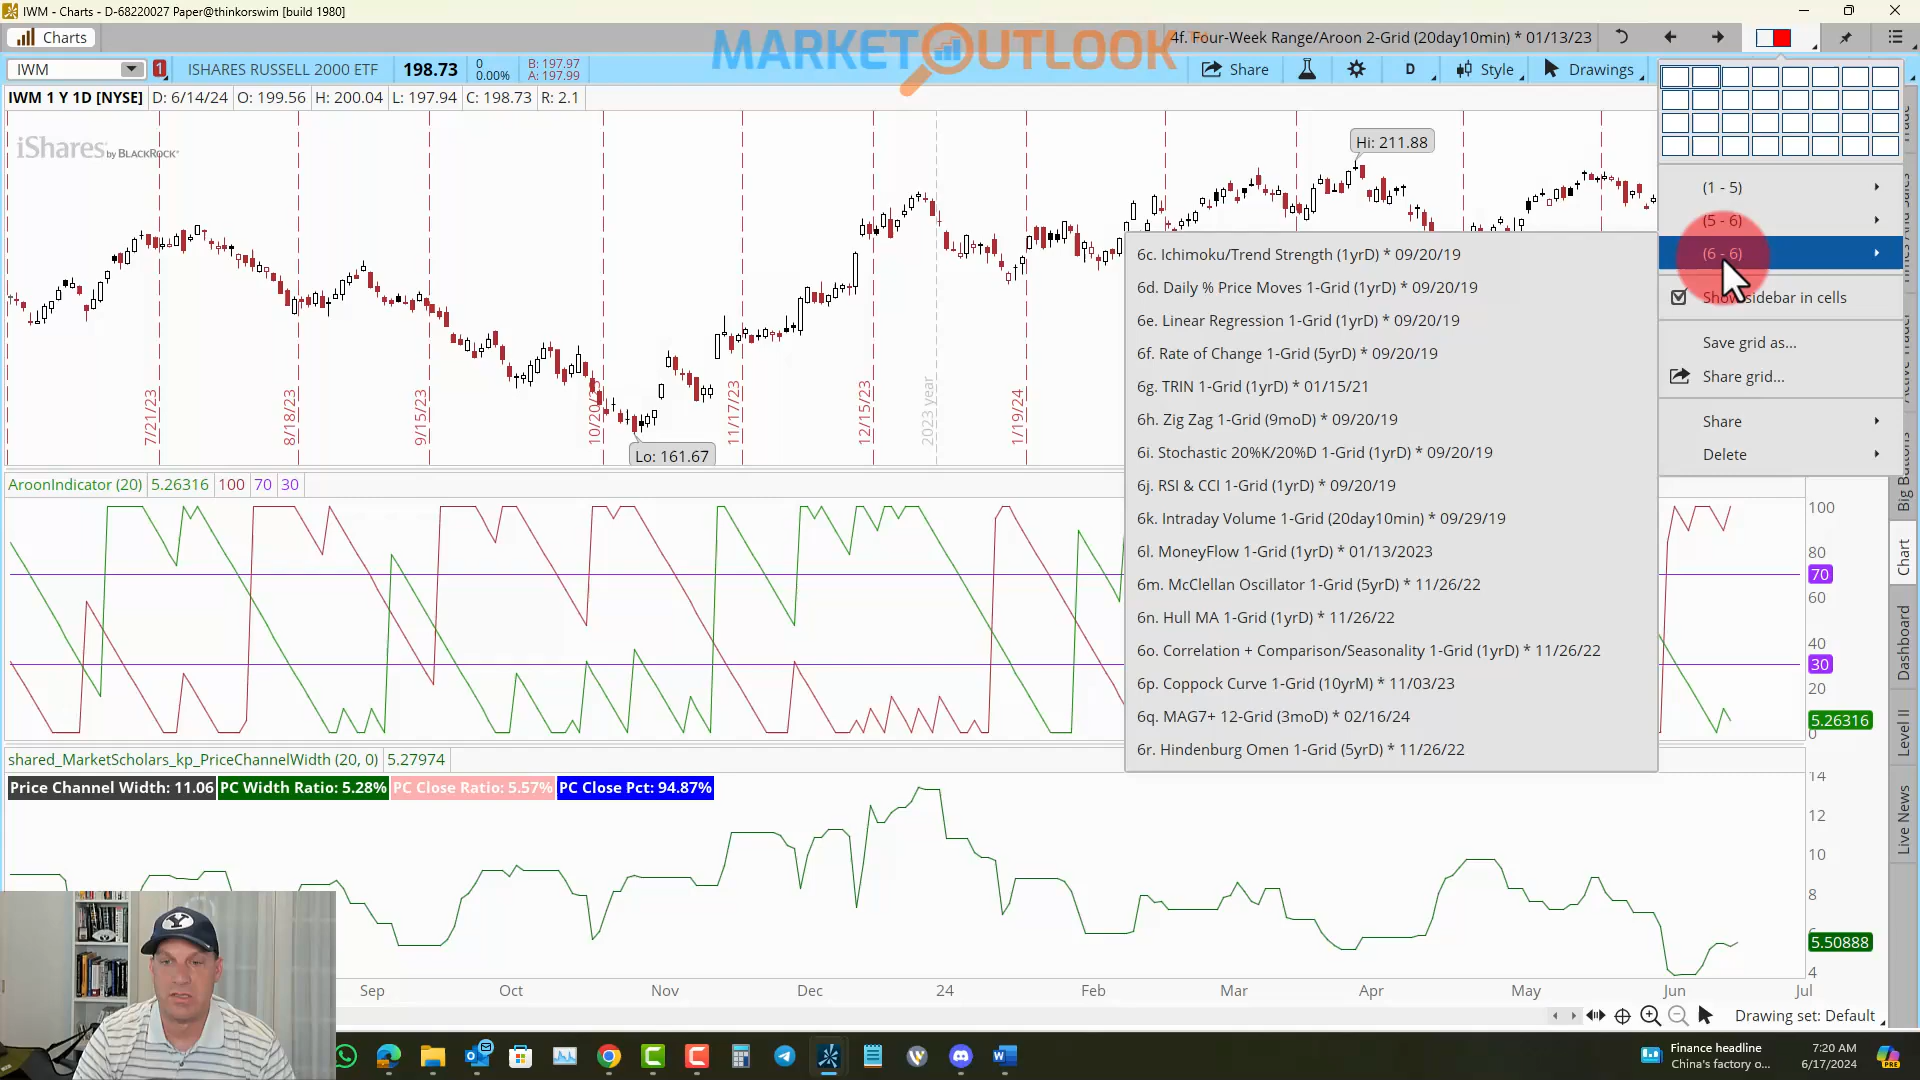 IWM - Charts - D-68220027 Paper@thinkorswim [build 1980]
Charts
MARKETOUTLOOK
4f. Four-Week Range/Aroon 2-Grid (20day10min) * 01/13/23
IWM
1
ISHARES RUSSELL 2000 ETF
198.73
0
0.00%
B: 197.97
A: 197.99
Share
D
Style
Drawings
IWM 1 Y 1D [NYSE]
D: 6/14/24
O: 199.56
H: 200.04
L: 197.94
C: 198.73
R: 2.1
iShares by BLACKROCK
Hi: 211.88
Lo: 161.67
7/21/23
8/18/23
9/15/23
10/20/23
11/17/23
12/15/23
2023 year
1/19/24
(1 - 5)
(5 - 6)
(6 - 6)
Show sidebar in cells
Save grid as...
Share grid...
Share
Delete
6c. Ichimoku/Trend Strength (1yrD) * 09/20/19
6d. Daily % Price Moves 1-Grid (1yrD) * 09/20/19
6e. Linear Regression 1-Grid (1yrD) * 09/20/19
6f. Rate of Change 1-Grid (5yrD) * 09/20/19
6g. TRIN 1-Grid (1yrD) * 01/15/21
6h. Zig Zag 1-Grid (9moD) * 09/20/19
6i. Stochastic 20%K/20%D 1-Grid (1yrD) * 09/20/19
6j. RSI & CCI 1-Grid (1yrD) * 09/20/19
6k. Intraday Volume 1-Grid (20day10min) * 09/29/19
6l. MoneyFlow 1-Grid (1yrD) * 01/13/2023
6m. McClellan Oscillator 1-Grid (5yrD) * 11/26/22
6n. Hull MA 1-Grid (1yrD) * 11/26/22
6o. Correlation + Comparison/Seasonality 1-Grid (1yrD) * 11/26/22
6p. Coppock Curve 1-Grid (10yrM) * 11/03/23
6q. MAG7+ 12-Grid (3moD) * 02/16/24
6r. Hindenburg Omen 1-Grid (5yrD) * 11/26/22
AroonIndicator (20)
5.26316
100
70
30
100
80
70
60
40
30
20
5.26316
0
shared_MarketScholars_kp_PriceChannelWidth (20, 0)
5.27974
Price Channel Width: 11.06
PC Width Ratio: 5.28%
PC Close Ratio: 5.57%
PC Close Pct: 94.87%
14
12
10
8
5.50888
4
Sep
Oct
Nov
Dec
24
Feb
Mar
Apr
May
Jun
Jul
Drawing set: Default
Big Buttons
Chart
Dashboard
Level II
Live News
Finance headline
China's factory o...
7:20 AM
6/17/2024
PRE